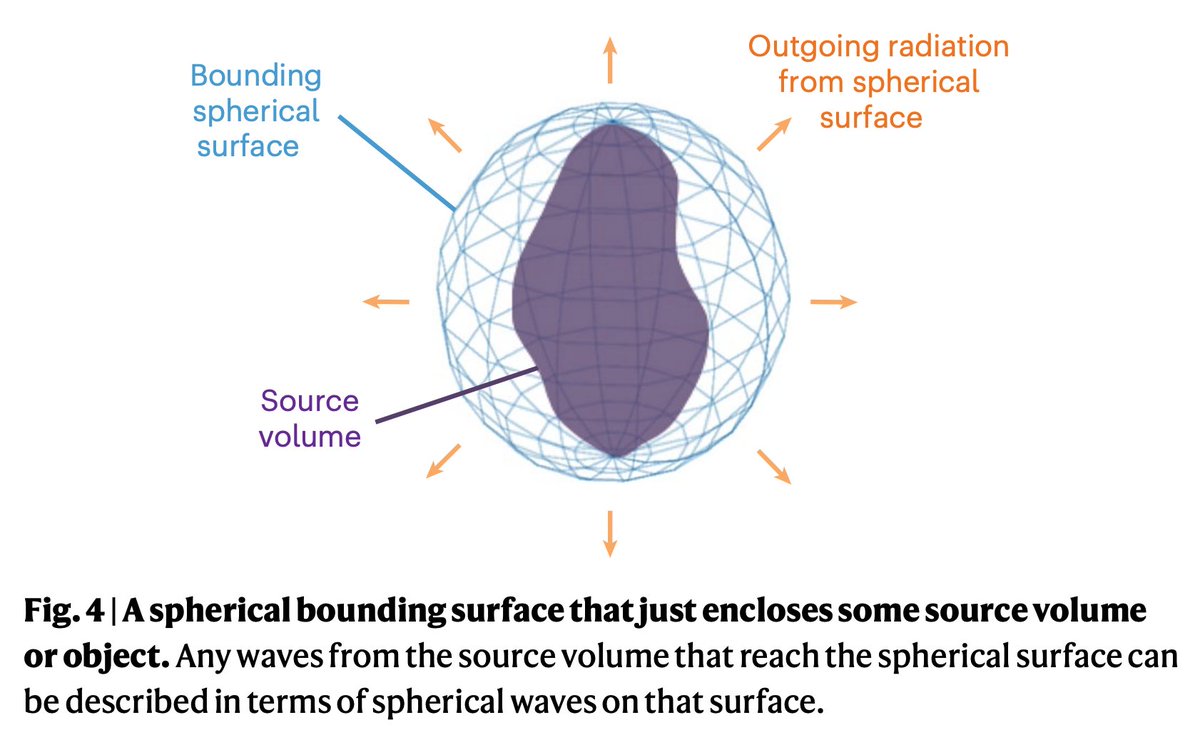 Bounding
spherical
surface
Outgoing radiation
from spherical
surface
Source
volume
Fig. 4 | A spherical bounding surface that just encloses some source volume
or object. Any waves from the source volume that reach the spherical surface can
be described in terms of spherical waves on that surface.